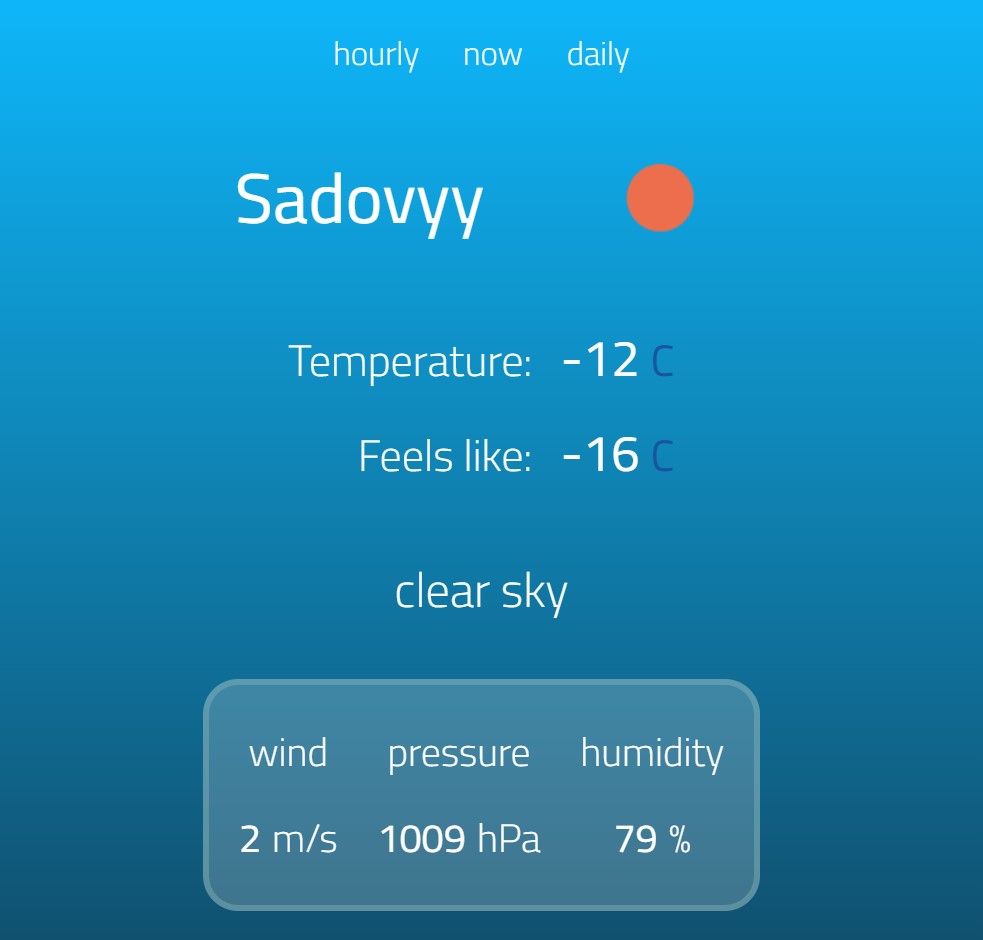 hourly now daily
Sadovyy
Temperature: -12 C
Feels like: -16 C
clear sky
wind pressure humidity
2 m/s 1009 hPa 79 %